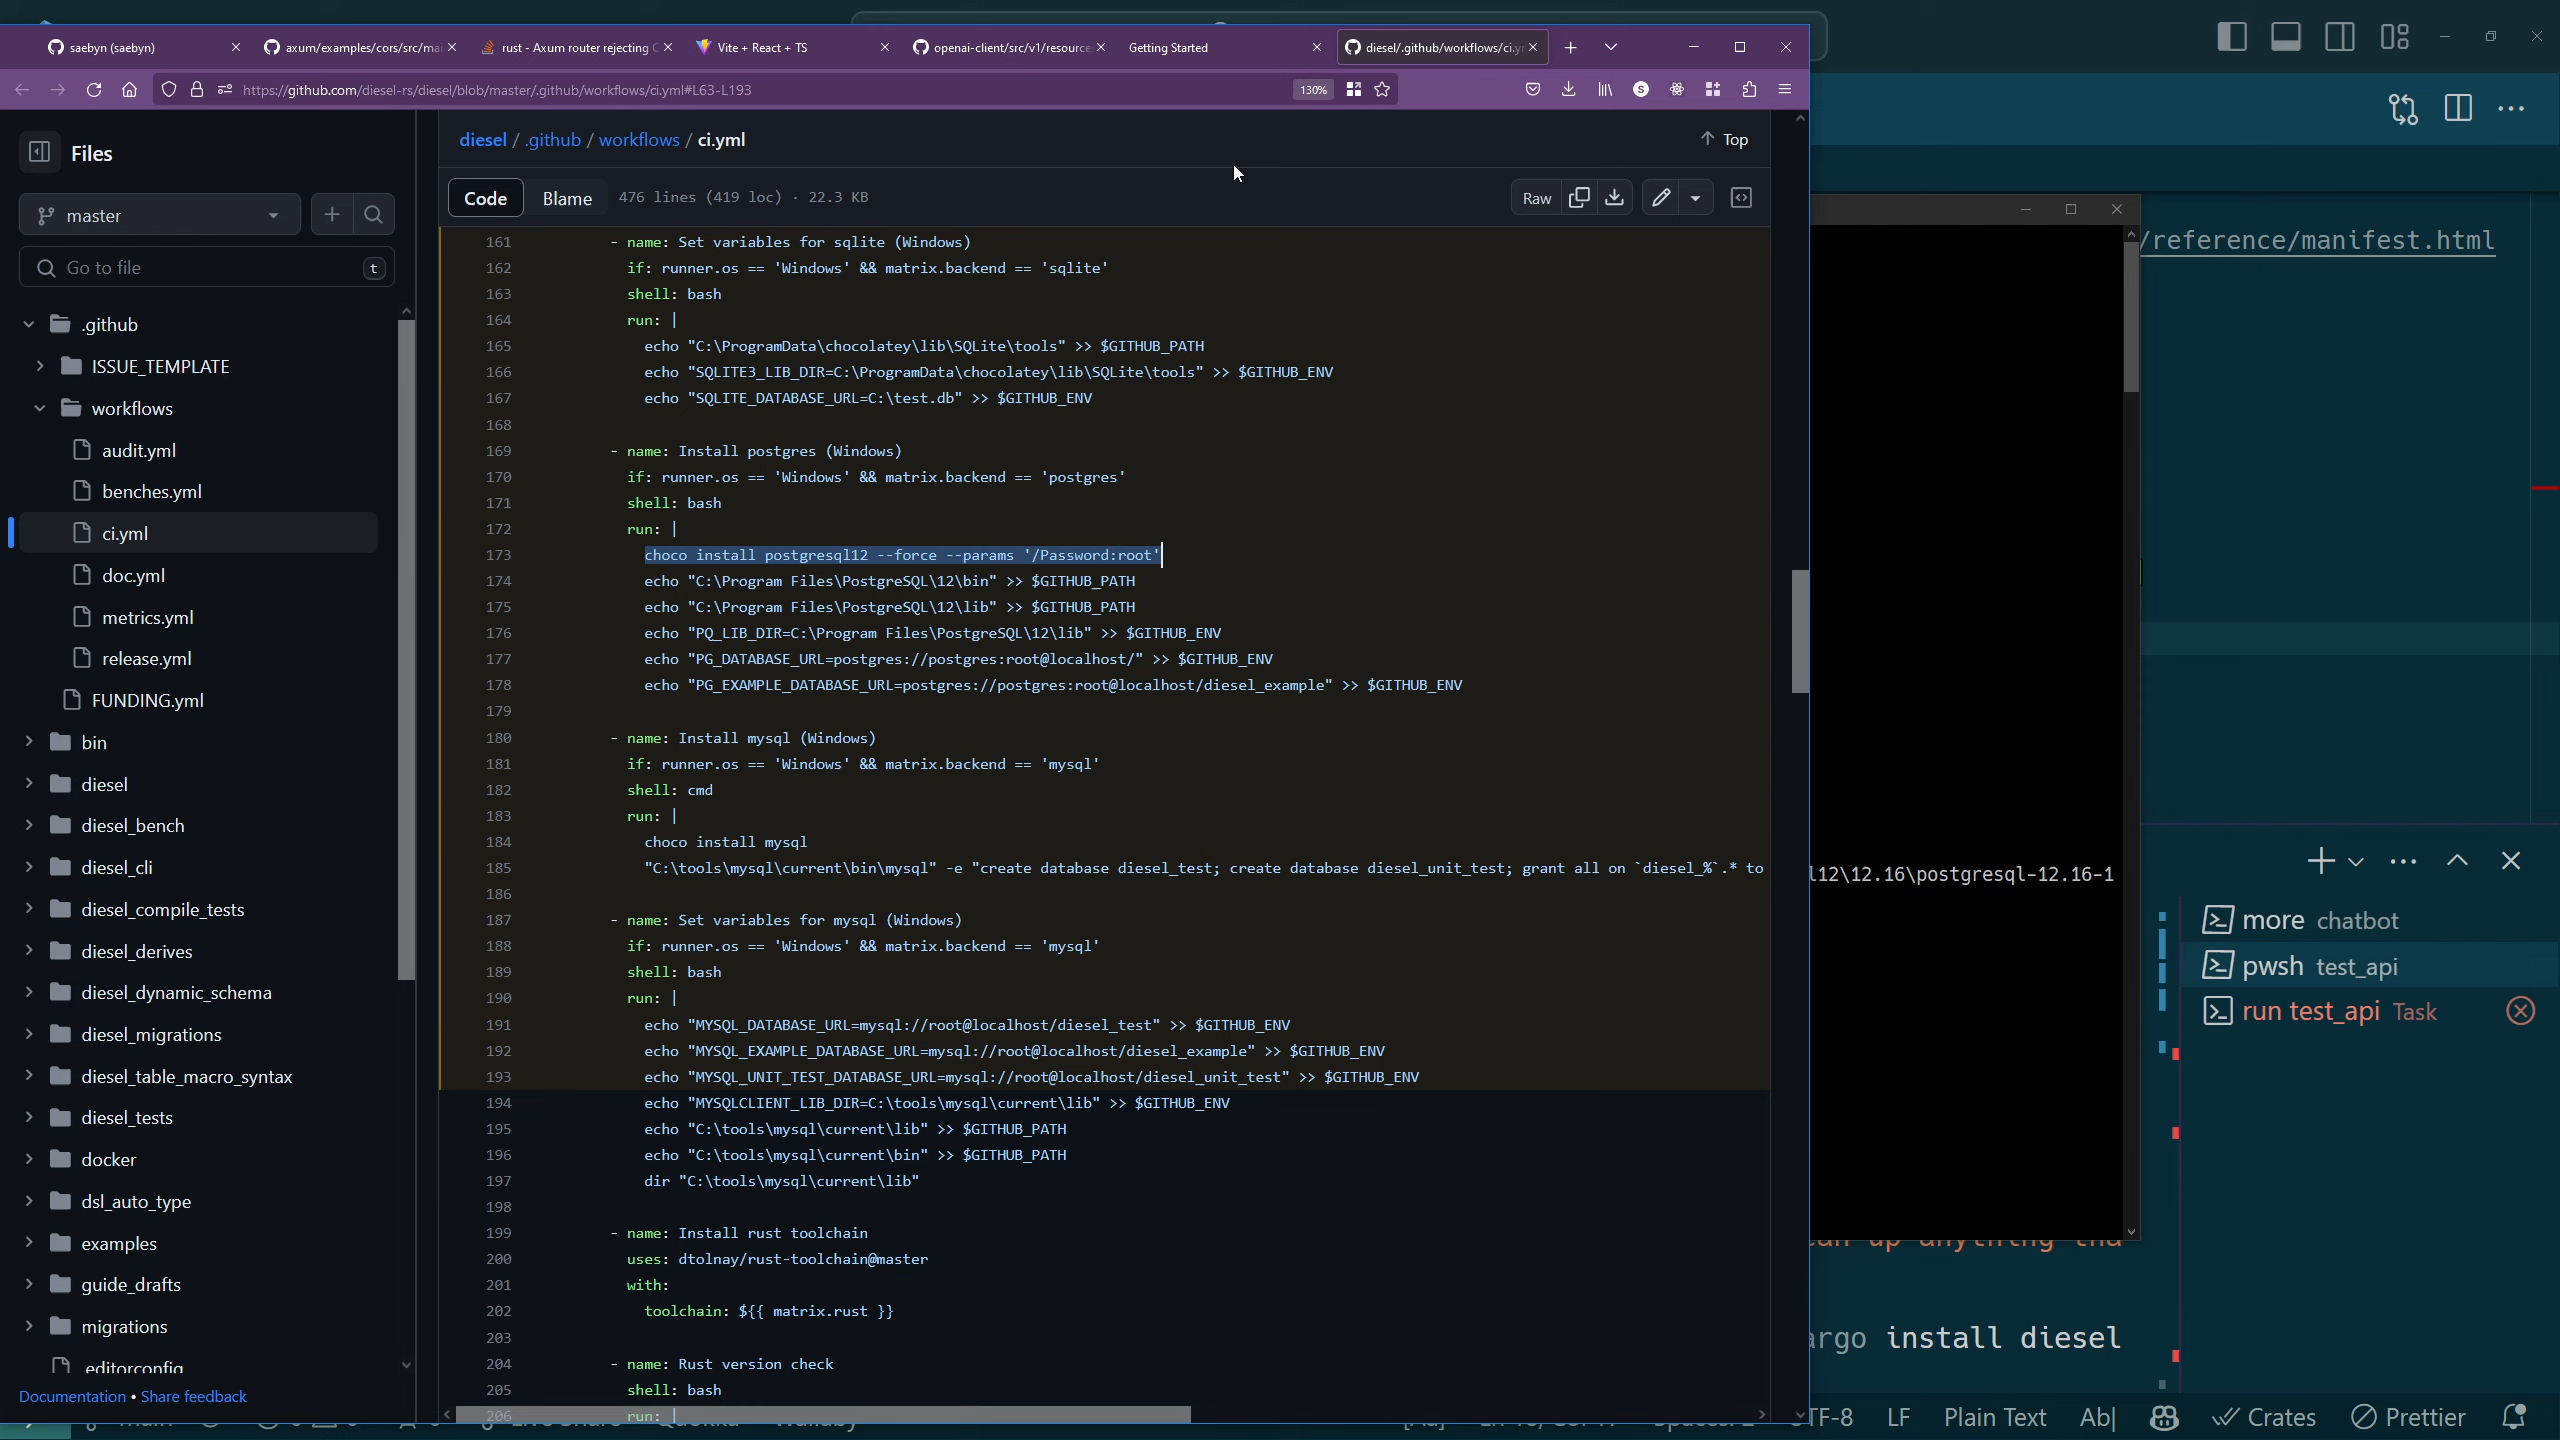 saebyn (saebyn)
axum/examples/cors/src/mai
rust - Axum router rejecting C
Vite + React + TS
openai-client/src/v1/resource
Getting Started
diesel/.github/workflows/ci.ym
https://github.com/diesel-rs/diesel/blob/master/.github/workflows/ci.yml#L63-L193
130%
Files
master
Go to file
t
.github
ISSUE_TEMPLATE
workflows
audit.yml
benches.yml
ci.yml
doc.yml
metrics.yml
release.yml
FUNDING.yml
bin
diesel
diesel_bench
diesel_cli
diesel_compile_tests
diesel_derives
diesel_dynamic_schema
diesel_migrations
diesel_table_macro_syntax
diesel_tests
docker
dsl_auto_type
examples
guide_drafts
migrations
editorconfig
Documentation • Share feedback
diesel / .github / workflows / ci.yml
Top
Code Blame 476 lines (419 loc) · 22.3 KB
Raw
161 - name: Set variables for sqlite (Windows)
162 if: runner.os == 'Windows' && matrix.backend == 'sqlite'
163 shell: bash
164 run: |
165 echo "C:\ProgramData\chocolatey\lib\SQLite\tools" >> $GITHUB_PATH
166 echo "SQLITE3_LIB_DIR=C:\ProgramData\chocolatey\lib\SQLite\tools" >> $GITHUB_ENV
167 echo "SQLITE_DATABASE_URL=C:\test.db" >> $GITHUB_ENV
168
169 - name: Install postgres (Windows)
170 if: runner.os == 'Windows' && matrix.backend == 'postgres'
171 shell: bash
172 run: |
173 choco install postgresql12 --force --params '/Password:root'
174 echo "C:\Program Files\PostgreSQL\12\bin" >> $GITHUB_PATH
175 echo "C:\Program Files\PostgreSQL\12\lib" >> $GITHUB_PATH
176 echo "PQ_LIB_DIR=C:\Program Files\PostgreSQL\12\lib" >> $GITHUB_ENV
177 echo "PG_DATABASE_URL=postgres://postgres:root@localhost/" >> $GITHUB_ENV
178 echo "PG_EXAMPLE_DATABASE_URL=postgres://postgres:root@localhost/diesel_example" >> $GITHUB_ENV
179
180 - name: Install mysql (Windows)
181 if: runner.os == 'Windows' && matrix.backend == 'mysql'
182 shell: cmd
183 run: |
184 choco install mysql
185 "C:\tools\mysql\current\bin\mysql" -e "create database diesel_test; create database diesel_unit_test; grant all on `diesel_%`.* to
186
187 - name: Set variables for mysql (Windows)
188 if: runner.os == 'Windows' && matrix.backend == 'mysql'
189 shell: bash
190 run: |
191 echo "MYSQL_DATABASE_URL=mysql://root@localhost/diesel_test" >> $GITHUB_ENV
192 echo "MYSQL_EXAMPLE_DATABASE_URL=mysql://root@localhost/diesel_example" >> $GITHUB_ENV
193 echo "MYSQL_UNIT_TEST_DATABASE_URL=mysql://root@localhost/diesel_unit_test" >> $GITHUB_ENV
194 echo "MYSQLCLIENT_LIB_DIR=C:\tools\mysql\current\lib" >> $GITHUB_ENV
195 echo "C:\tools\mysql\current\lib" >> $GITHUB_PATH
196 echo "C:\tools\mysql\current\bin" >> $GITHUB_PATH
197 dir "C:\tools\mysql\current\lib"
198
199 - name: Install rust toolchain
200 uses: dtolnay/rust-toolchain@master
201 with:
202 toolchain: ${{ matrix.rust }}
203
204 - name: Rust version check
205 shell: bash
206 run: |
/reference/manifest.html
l12\12.16\postgresql-12.16-1
more chatbot
pwsh test_api
run test_api Task
install diesel
TF-8 LF Plain Text Ab| Crates Prettier